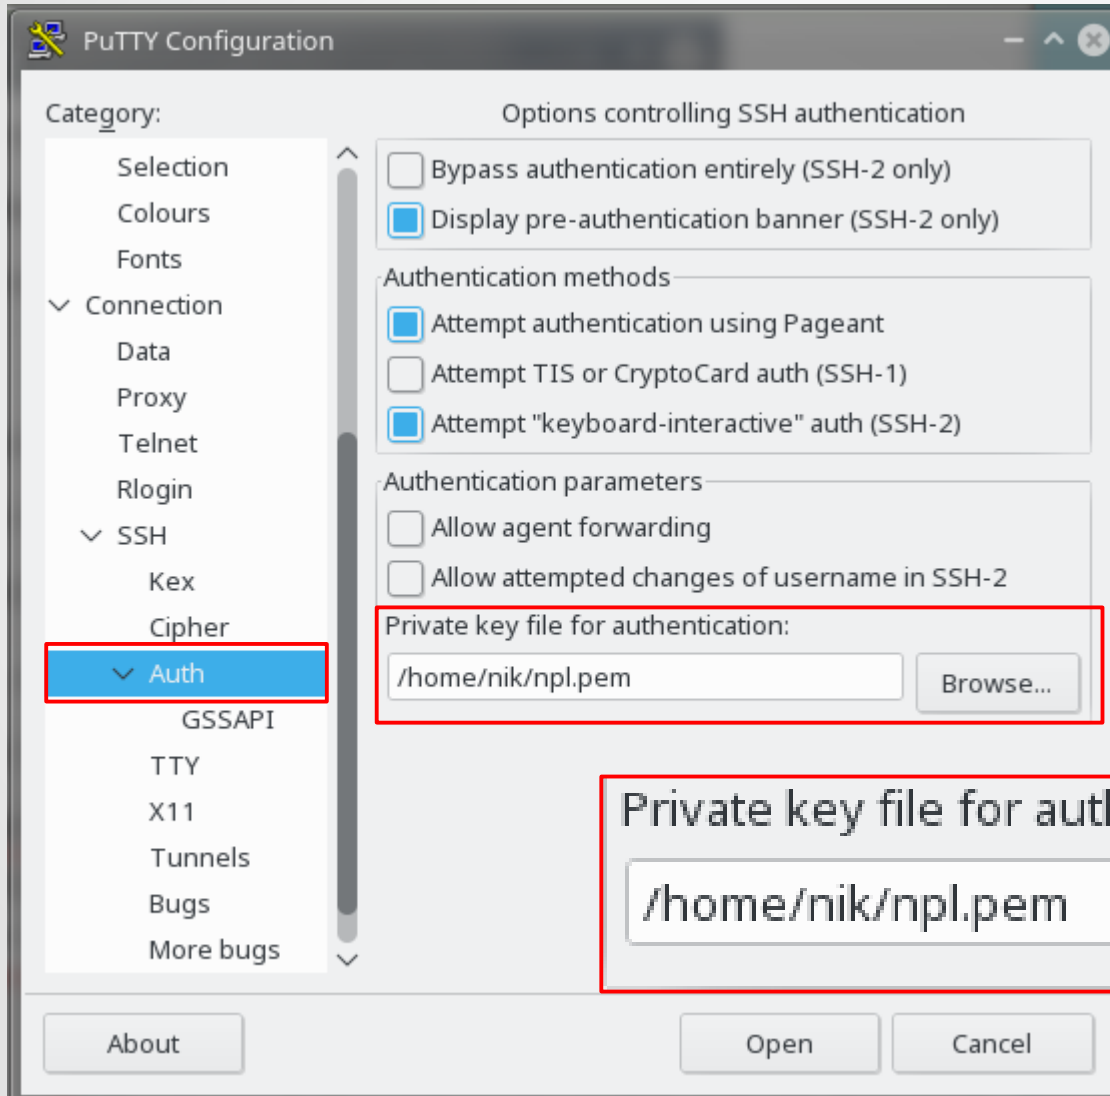 PuTTY Configuration
Category:
Selection
Colours
Fonts
Connection
Data
Proxy
Telnet
Rlogin
SSH
Kex
Cipher
Auth
GSSAPI
TTY
X11
Tunnels
Bugs
More bugs
Options controlling SSH authentication
Bypass authentication entirely (SSH-2 only)
Display pre-authentication banner (SSH-2 only)
Authentication methods
Attempt authentication using Pageant
Attempt TIS or CryptoCard auth (SSH-1)
Attempt "keyboard-interactive" auth (SSH-2)
Authentication parameters
Allow agent forwarding
Allow attempted changes of username in SSH-2
Private key file for authentication:
/home/nik/npl.pem
Browse...
Private key file for auth
/home/nik/npl.pem
About
Open
Cancel